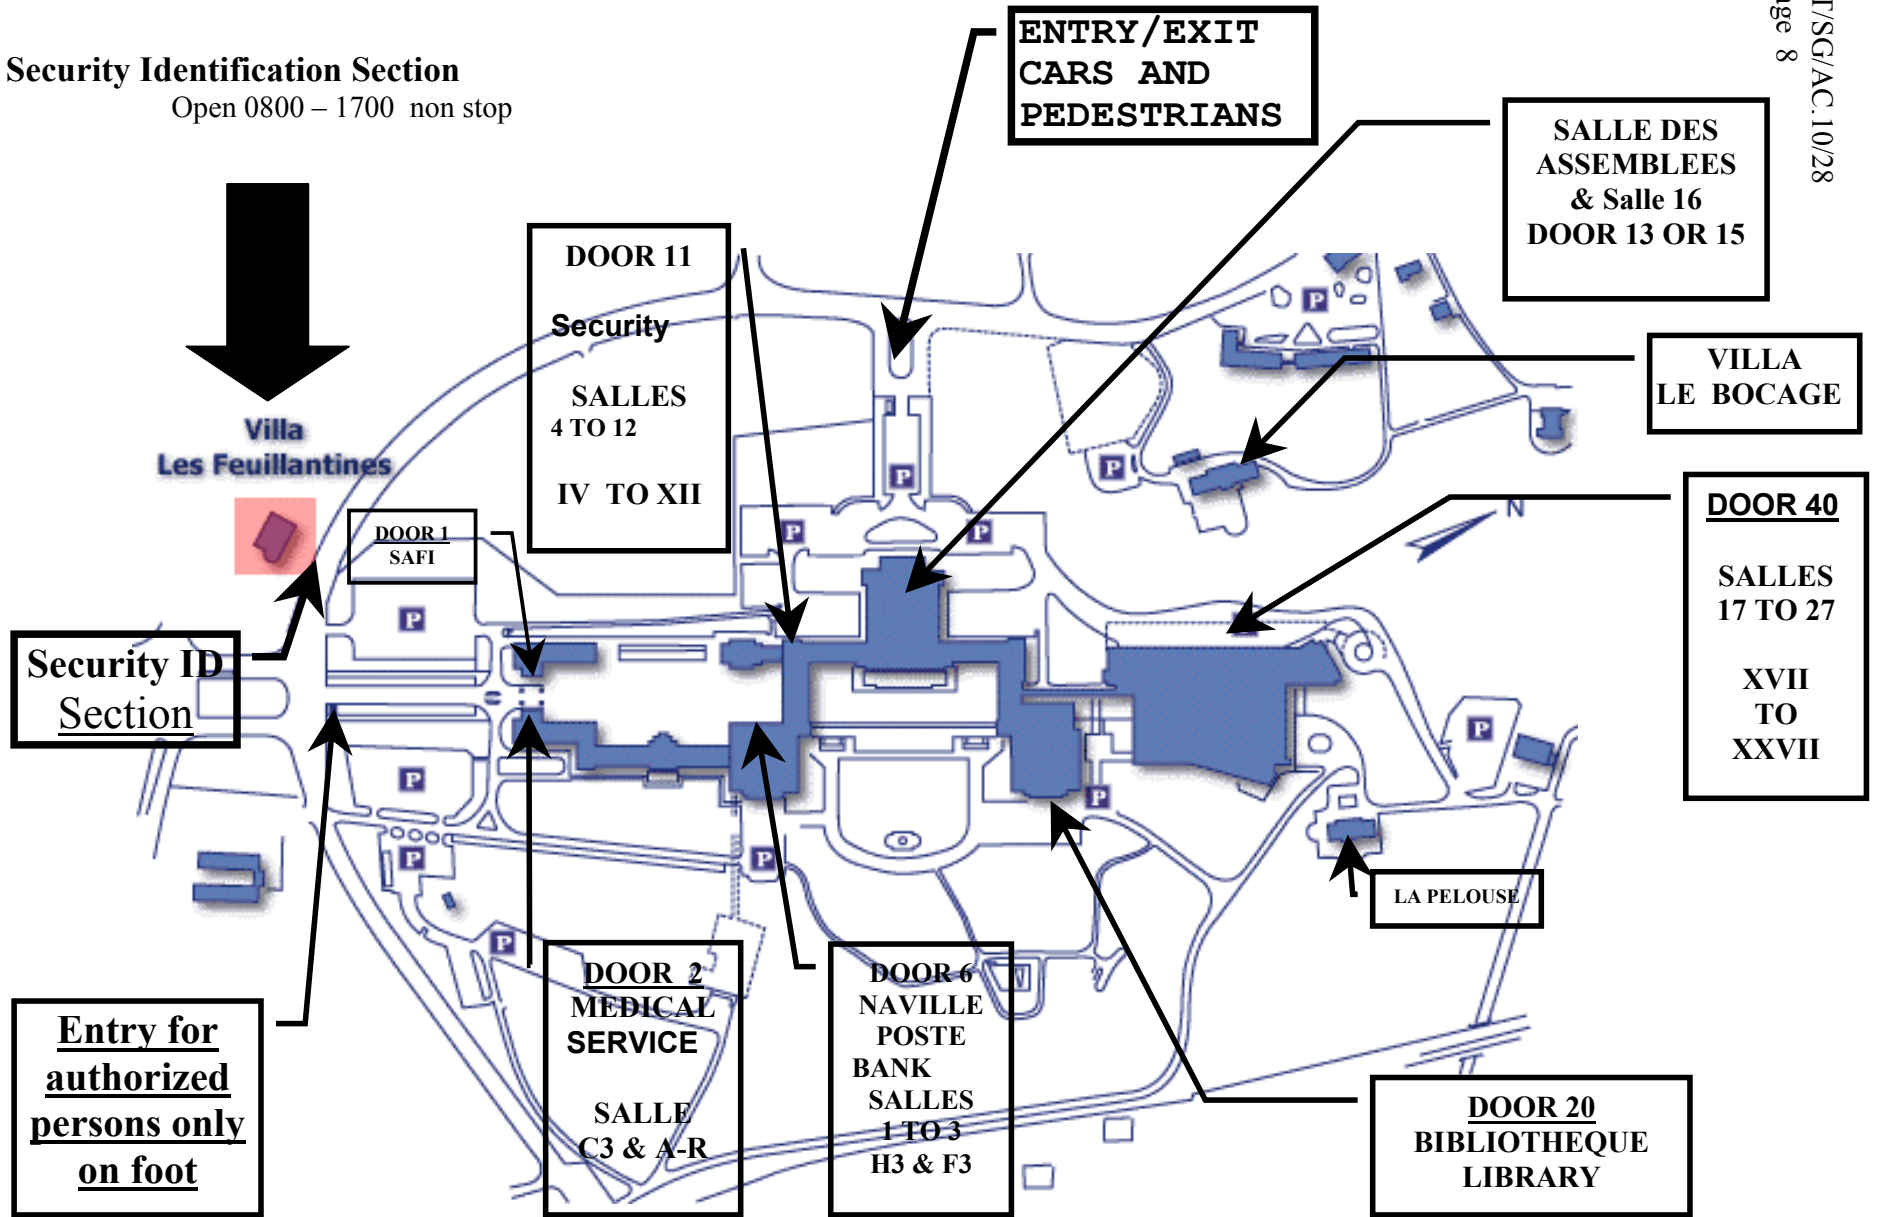 T/SG/AC.10/28
age 8
Security Identification Section
Open 0800 – 1700 non stop
ENTRY/EXIT
CARS AND
PEDESTRIANS
SALLE DES
ASSEMBLEES
& Salle 16
DOOR 13 OR 15
DOOR 11
Security
SALLES
4 TO 12
IV TO XII
VILLA
LE BOCAGE
Villa
Les Feuillantines
DOOR 1
SAFI
DOOR 40
SALLES
17 TO 27
XVII
TO
XXVII
N
P
P
P
P
P
P
P
P
P
P
P
P
P
Security ID
Section
LA PELOUSE
Entry for
authorized
persons only
on foot
DOOR 2
MEDICAL
SERVICE
SALLE
C3 & A-R
DOOR 6
NAVILLE
POSTE
BANK
SALLES
1 TO 3
H3 & F3
DOOR 20
BIBLIOTHEQUE
LIBRARY